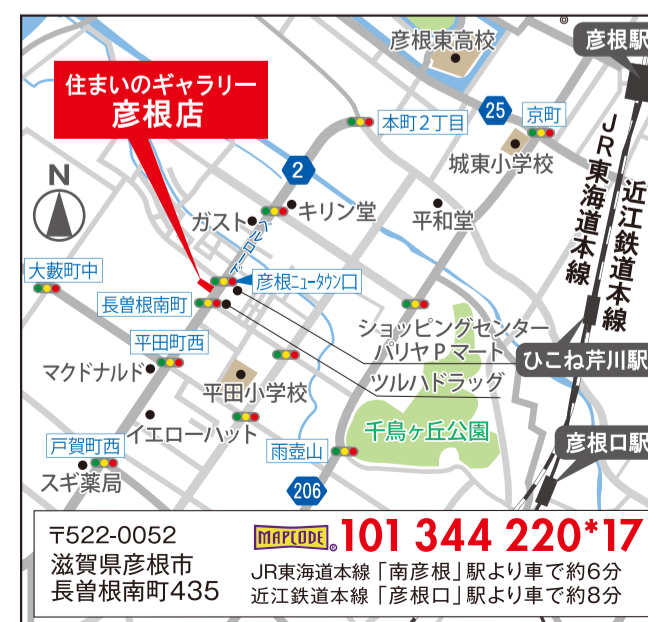 彦根東高校
彦根駅
住まいのギャラリー
彦根店
本町2丁目
25
京町
城東小学校
JR東海道本線
近江鉄道本線
2
N
ガスト
キリン堂
平和堂
ベルロード
大藪町中
彦根ニュータウン口
長曽根南町
ショッピングセンター
パリヤPマート
平田町西
ひこね芹川駅
マクドナルド
平田小学校
ツルハドラッグ
千鳥ヶ丘公園
イエローハット
戸賀町西
雨壺山
彦根口駅
スギ薬局
206
〒522-0052
滋賀県彦根市
長曽根南町435
MAPCODE® 101 344 220*17
JR東海道本線「南彦根」駅より車で約6分
近江鉄道本線「彦根口」駅より車で約8分